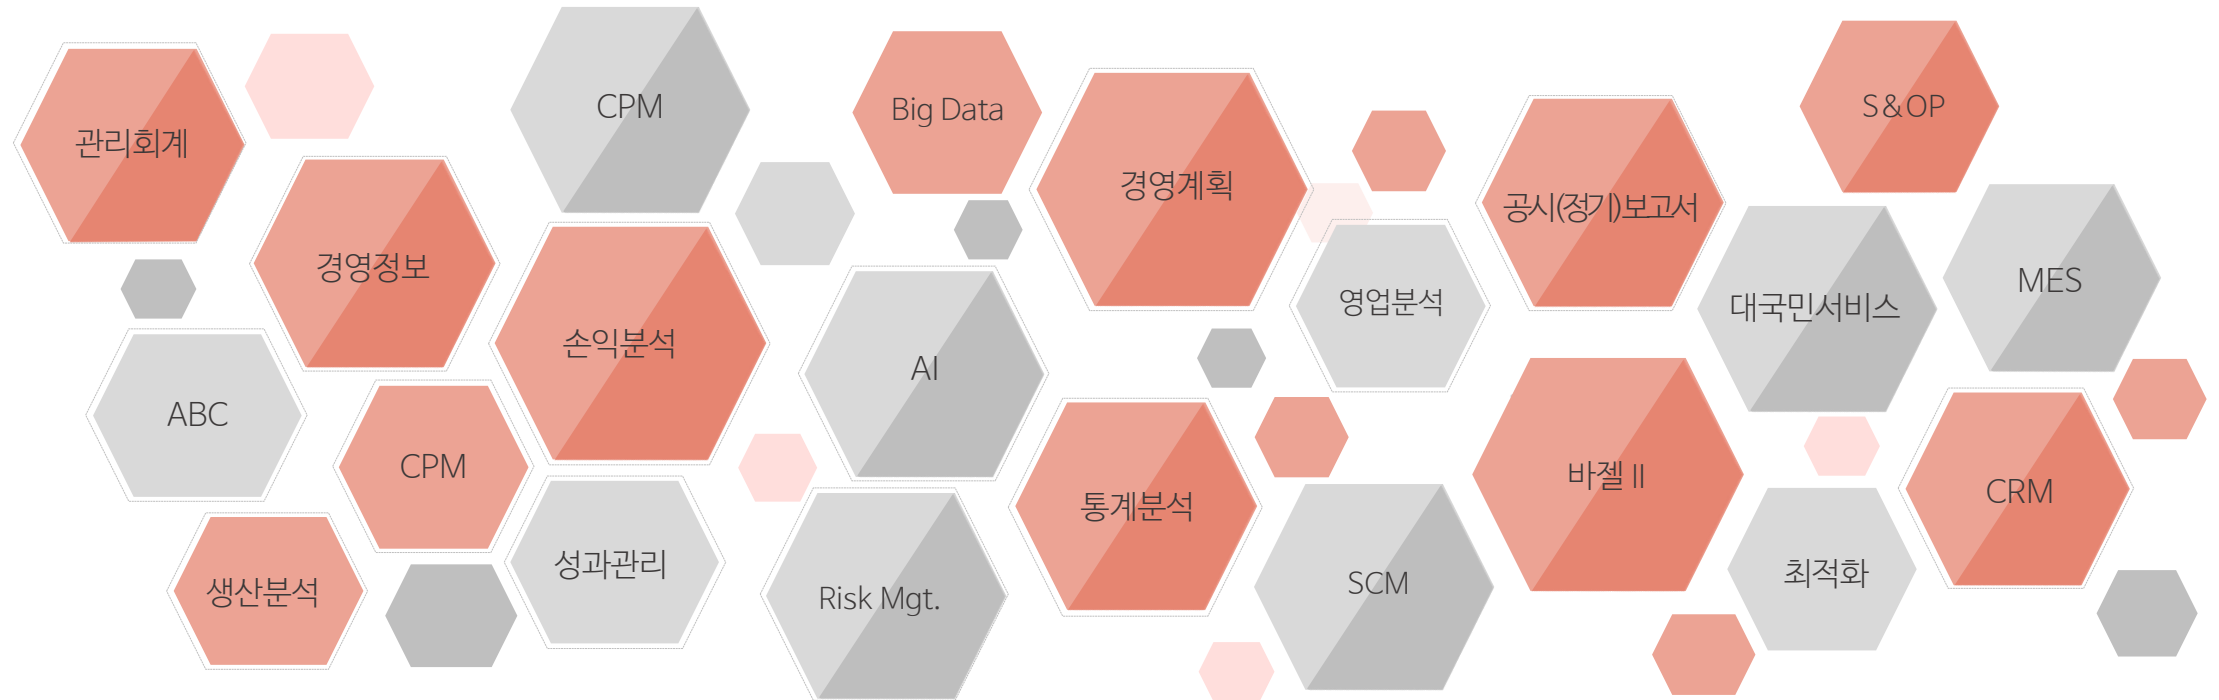 관리회계
CPM
Big Data
경영계획
공시(정기)보고서
S&OP
경영정보
손익분석
영업분석
대국민서비스
MES
ABC
CPM
AI
통계분석
바젤 II
CRM
생산분석
성과관리
Risk Mgt.
SCM
최적화